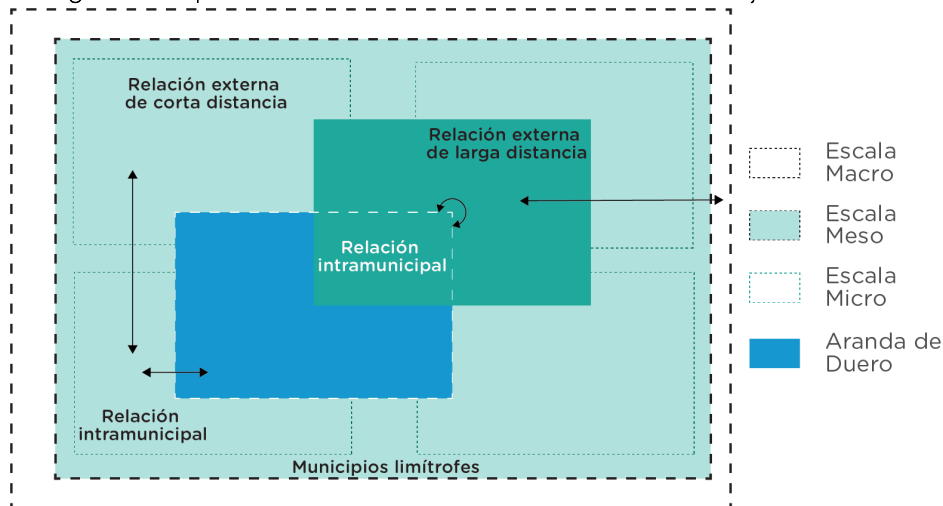 Relación externa
de corta distancia
Relación externa
de larga distancia
Relación
intramunicipal
Relación
intramunicipal
Municipios limítrofes
Escala
Macro
Escala
Meso
Escala
Micro
Aranda de
Duero